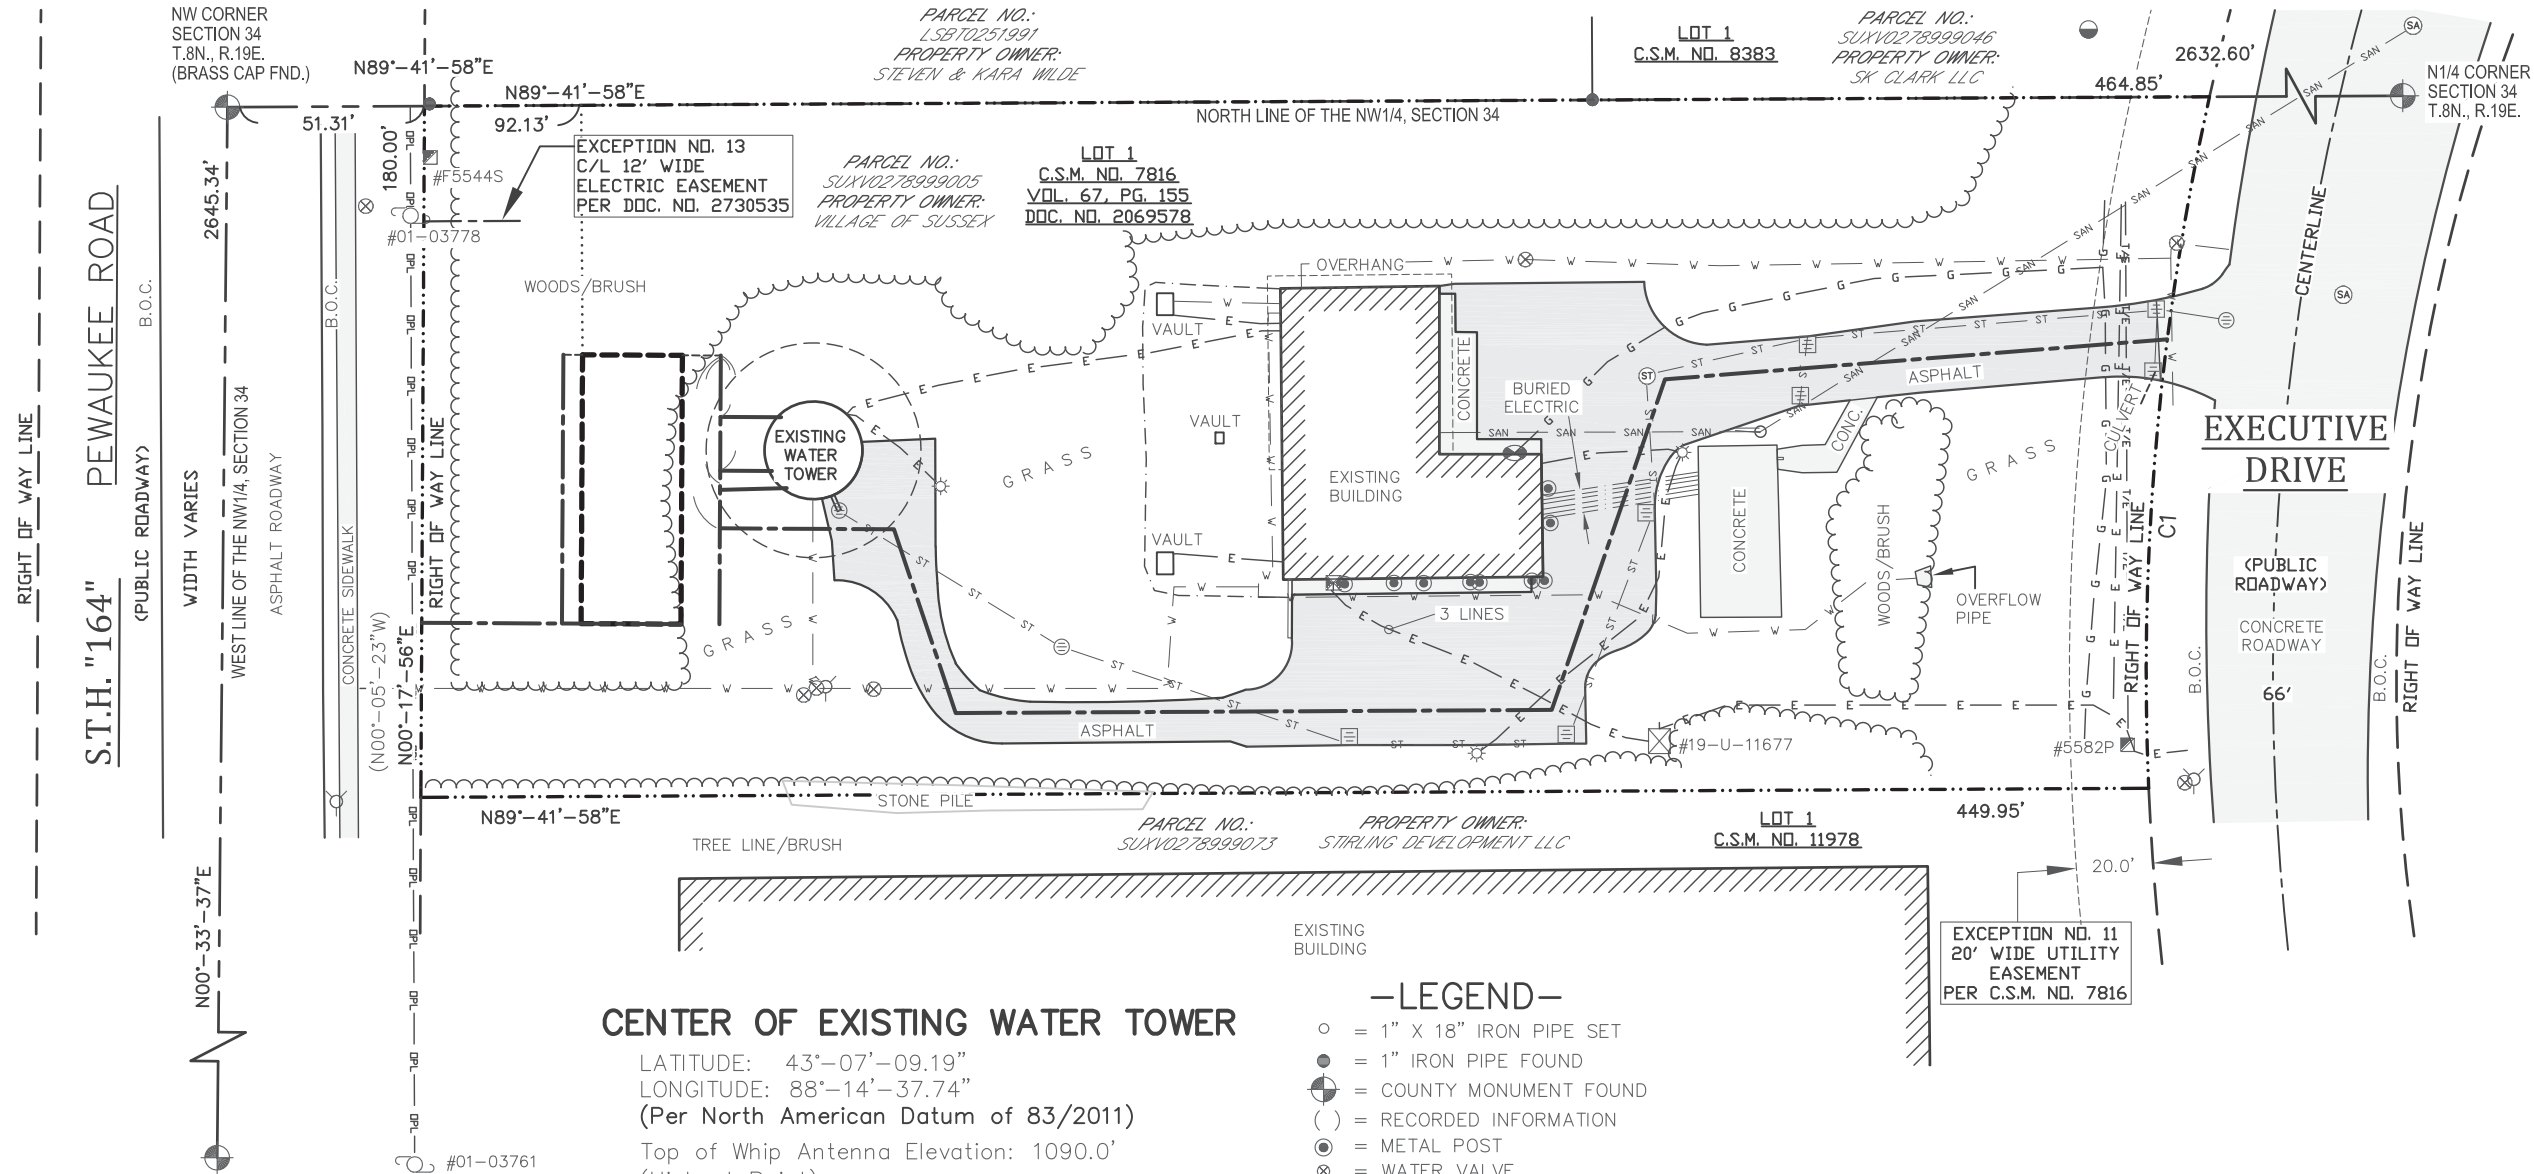 NW CORNER
SECTION 34
T.8N., R.19E.
(BRASS CAP FND.)
N89°-41'-58"E
51.31'
N89°-41'-58"E
92.13'
PARCEL NO.:
LSBT0251991
PROPERTY OWNER:
STEVEN & KARA WILDE
LOT 1
C.S.M. NO. 8383
PARCEL NO.:
SUXV0278999046
PROPERTY OWNER:
SK CLARK LLC
464.85'
2632.60'
N1/4 CORNER
SECTION 34
T.8N., R.19E.
NORTH LINE OF THE NW1/4, SECTION 34
180.00'
#F5544S
#01-03778
EXCEPTION NO. 13
C/L 12' WIDE
ELECTRIC EASEMENT
PER DOC. NO. 2730535
PARCEL NO.:
SUXV0278999005
PROPERTY OWNER:
VILLAGE OF SUSSEX
LOT 1
C.S.M. NO. 7816
VOL. 67, PG. 155
DOC. NO. 2069578
RIGHT OF WAY LINE
S.T.H. "164"
PEWAUKEE ROAD
B.O.C.
(PUBLIC ROADWAY)
WIDTH VARIES
2645.34'
WEST LINE OF THE NW1/4, SECTION 34
N00°-33'-37"E
ASPHALT ROADWAY
B.O.C.
CONCRETE SIDEWALK
(N00°-05'-23"W)
N00°-17'-56"E
RIGHT OF WAY LINE
WOODS/BRUSH
EXISTING
WATER
TOWER
GRASS
GRASS
VAULT
VAULT
VAULT
OVERHANG
EXISTING
BUILDING
CONCRETE
BURIED
ELECTRIC
3 LINES
ASPHALT
ASPHALT
CONC.
CONCRETE
WOODS/BRUSH
GRASS
OVERFLOW
PIPE
CULVERT
C1
RIGHT OF WAY LINE
RIGHT OF WAY LINE
CENTERLINE
EXECUTIVE
DRIVE
(PUBLIC
ROADWAY)
CONCRETE
ROADWAY
66'
B.O.C.
B.O.C.
RIGHT OF WAY LINE
#19-U-11677
#5582P
STONE PILE
N89°-41'-58"E
449.95'
TREE LINE/BRUSH
PARCEL NO.:
SUXV0278999073
PROPERTY OWNER:
STIRLING DEVELOPMENT LLC
LOT 1
C.S.M. NO. 11978
20.0'
EXCEPTION NO. 11
20' WIDE UTILITY
EASEMENT
PER C.S.M. NO. 7816
EXISTING
BUILDING
#01-03761
CENTER OF EXISTING WATER TOWER
LATITUDE: 43°-07'-09.19"
LONGITUDE: 88°-14'-37.74"
(Per North American Datum of 83/2011)
Top of Whip Antenna Elevation: 1090.0'
-LEGEND-
= 1" X 18" IRON PIPE SET
= 1" IRON PIPE FOUND
= COUNTY MONUMENT FOUND
( ) = RECORDED INFORMATION
= METAL POST
= WATER VALVE